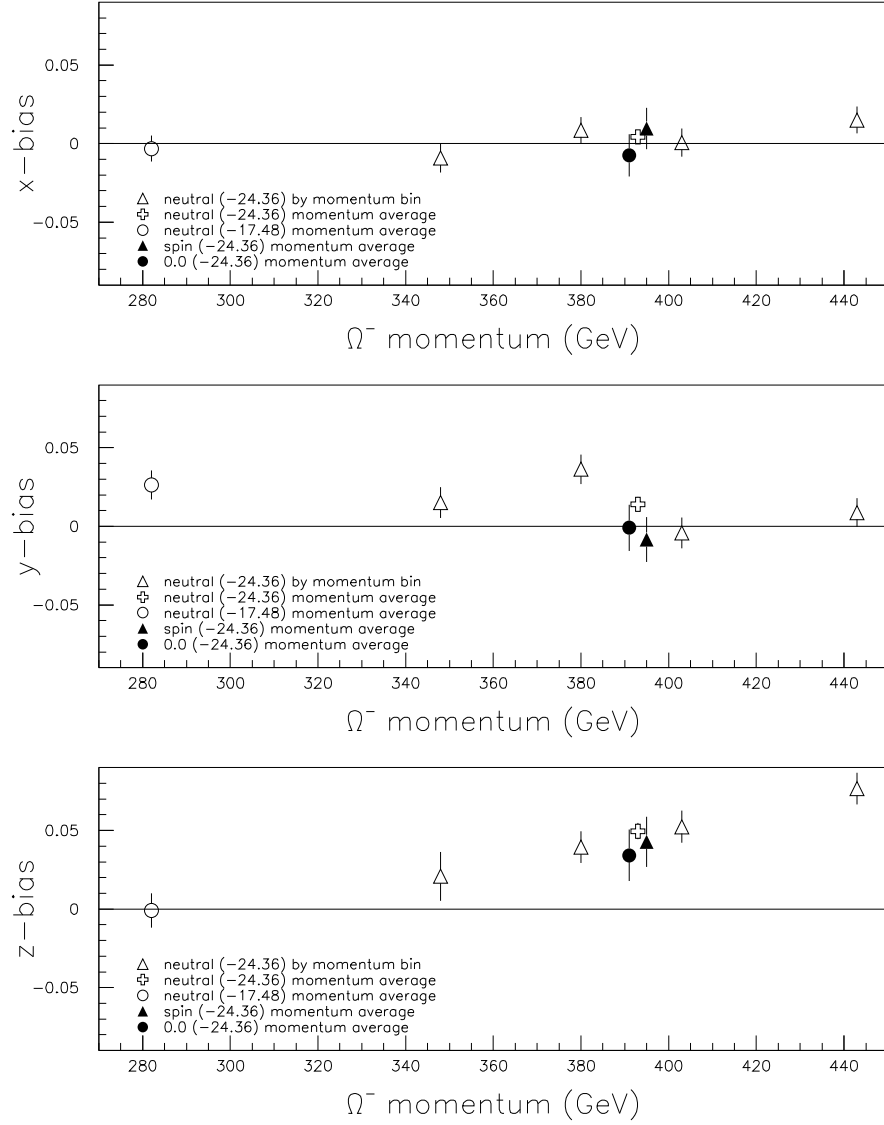 x−bias
0.05
0
−0.05
△ neutral (−24.36) by momentum bin
✚ neutral (−24.36) momentum average
○ neutral (−17.48) momentum average
▲ spin (−24.36) momentum average
● 0.0 (−24.36) momentum average
280 300 320 340 360 380 400 420 440
Ω⁻ momentum (GeV)
y−bias
0.05
0
−0.05
△ neutral (−24.36) by momentum bin
✚ neutral (−24.36) momentum average
○ neutral (−17.48) momentum average
▲ spin (−24.36) momentum average
● 0.0 (−24.36) momentum average
280 300 320 340 360 380 400 420 440
Ω⁻ momentum (GeV)
z−bias
0.05
0
−0.05
△ neutral (−24.36) by momentum bin
✚ neutral (−24.36) momentum average
○ neutral (−17.48) momentum average
▲ spin (−24.36) momentum average
● 0.0 (−24.36) momentum average
280 300 320 340 360 380 400 420 440
Ω⁻ momentum (GeV)